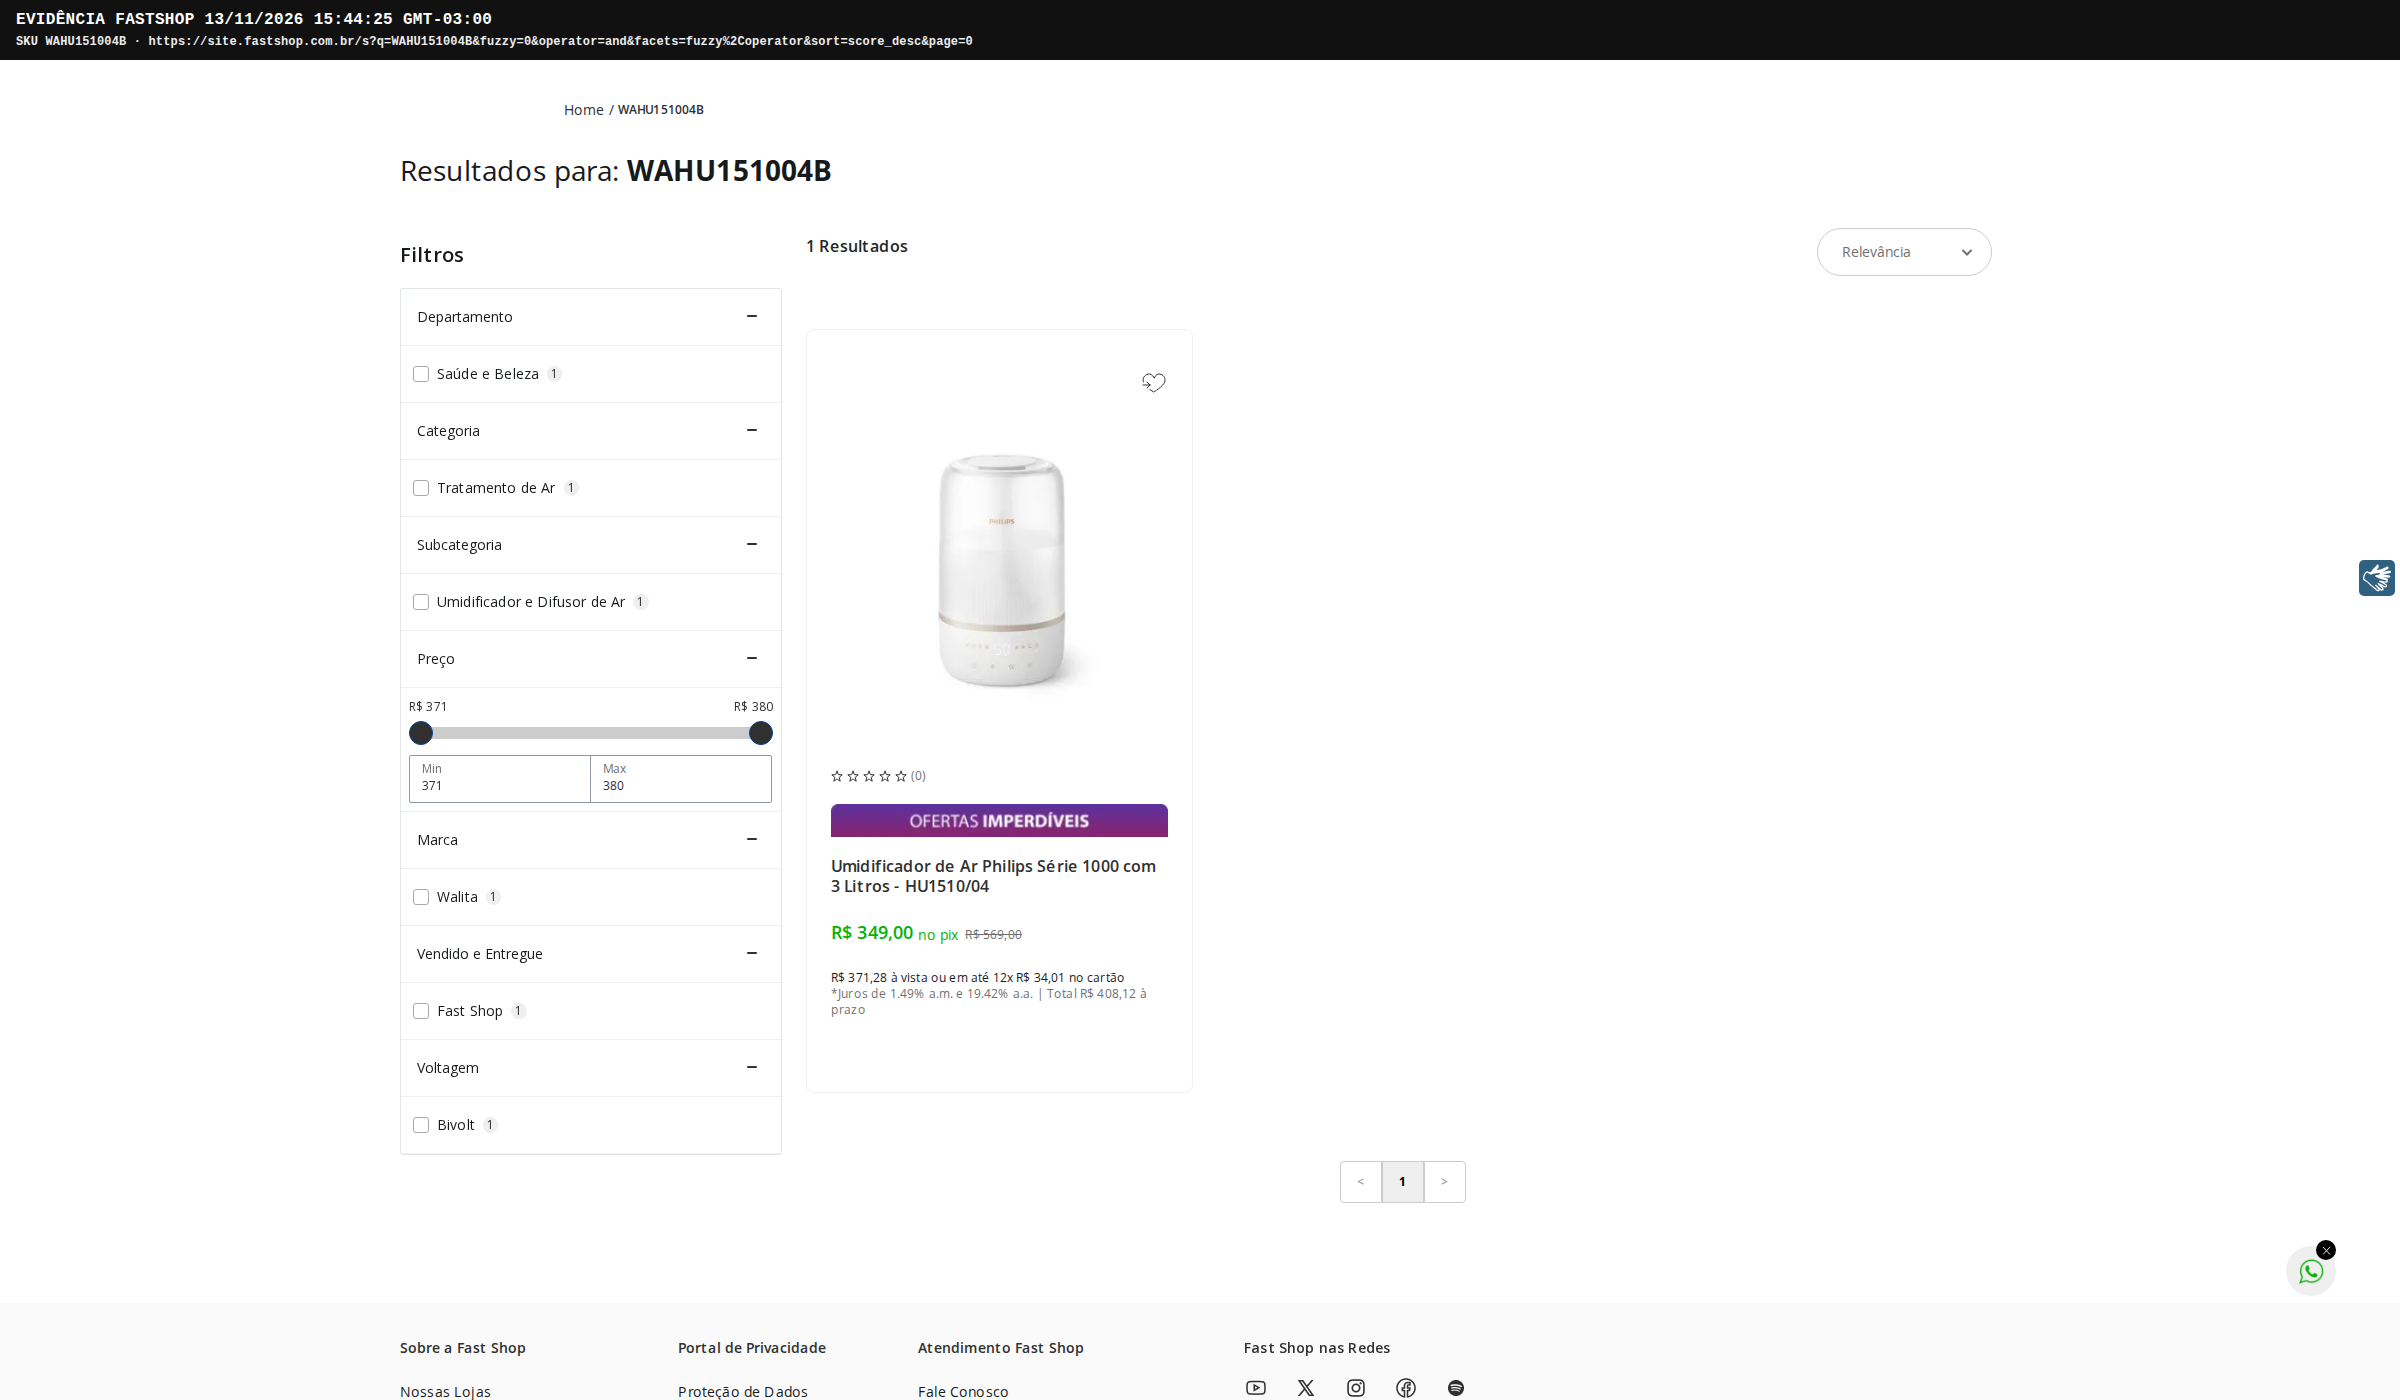 EVIDÊNCIA FASTSHOP 13/11/2026 15:44:25 GMT-03:00
SKU WAHU151004B · https://site.fastshop.com.br/s?q=WAHU151004B&fuzzy=0&operator=and&facets=fuzzy%2Coperator&sort=score_desc&page=0
Home / WAHU151004B
Resultados para: WAHU151004B
Filtros
Departamento
Saúde e Beleza 1
Categoria
Tratamento de Ar 1
Subcategoria
Umidificador e Difusor de Ar 1
Preço
R$ 371 R$ 380
Min Max
371 380
Marca
Walita 1
Vendido e Entregue
Fast Shop 1
Voltagem
Bivolt 1
1 Resultados
Relevância
PHILIPS
(0)
OFERTAS IMPERDÍVEIS
Umidificador de Ar Philips Série 1000 com
3 Litros - HU1510/04
R$ 349,00 no pix R$ 569,00
R$ 371,28 à vista ou em até 12x R$ 34,01 no cartão
*Juros de 1.49% a.m. e 19.42% a.a. | Total R$ 408,12 à
prazo
< 1 >
Sobre a Fast Shop
Nossas Lojas
Portal de Privacidade
Proteção de Dados
Atendimento Fast Shop
Fale Conosco
Fast Shop nas Redes